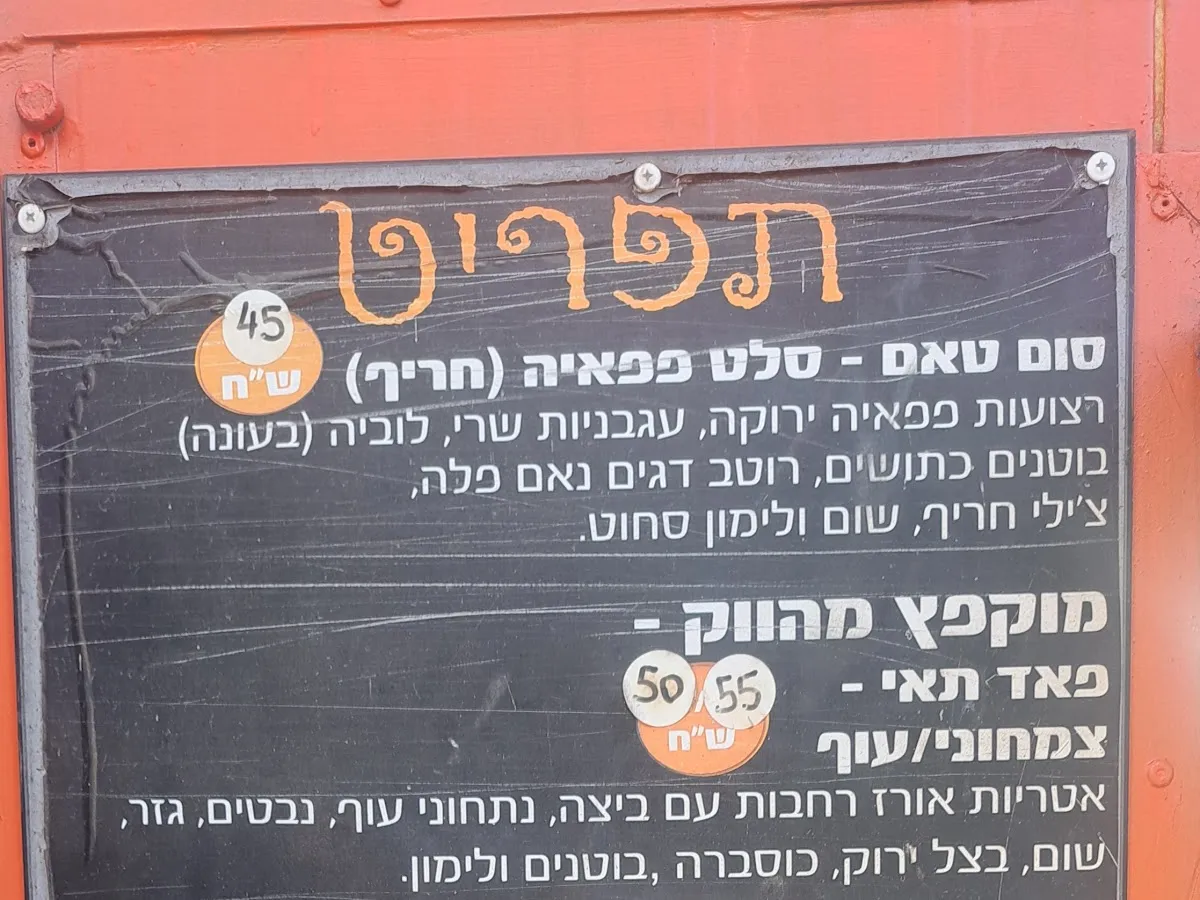 תפריט
סום טאם - סלט פפאיה (חריף)
45
ש"ח
רצועות פפאיה ירוקה, עגבניות שרי, לוביה (בעונה)
בוטנים כתושים, רוטב דגים נאם פלה,
צ'ילי חריף, שום ולימון סחוט.
מוקפץ מהווק -
פאד תאי -
צמחוני/עוף
50/55
ש"ח
אטריות אורז רחבות עם ביצה, נתחוני עוף, נבטים, גזר,
שום, בצל ירוק, כוסברה ,בוטנים ולימון.